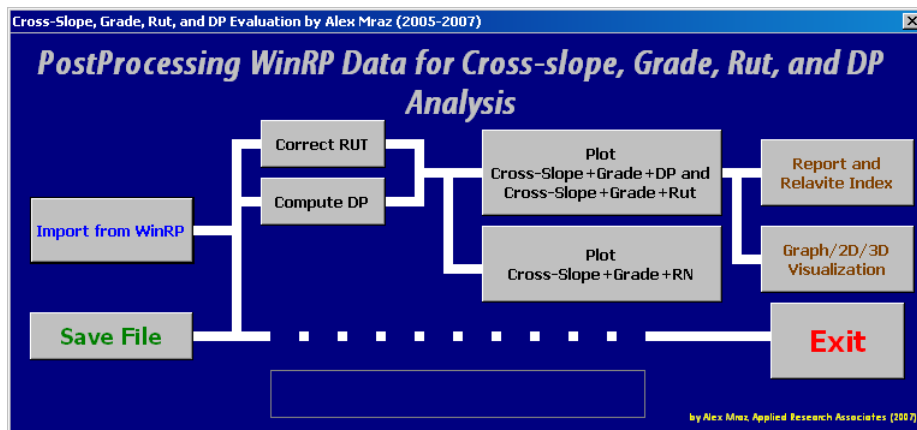 Cross-Slope, Grade, Rut, and DP Evaluation by Alex Mraz (2005-2007)
PostProcessing WinRP Data for Cross-slope, Grade, Rut, and DP
Analysis
Correct RUT
Compute DP
Import from WinRP
Save File
Plot
Cross-Slope+Grade+DP and
Cross-Slope+Grade+Rut
Plot
Cross-Slope+Grade+RN
Report and
Relavite Index
Graph/2D/3D
Visualization
Exit
by Alex Mraz, Applied Research Associates (2007)